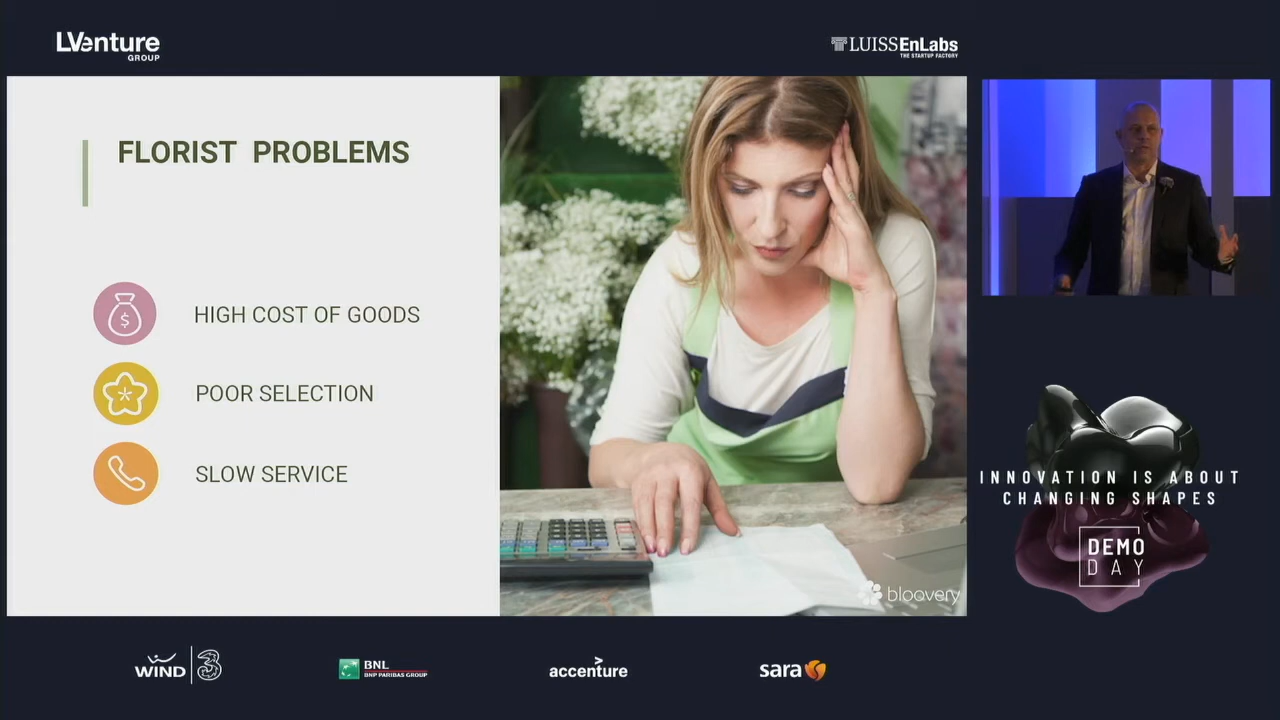 LVenture
GROUP
LUISSEnLabs
THE STARTUP FACTORY
FLORIST PROBLEMS
HIGH COST OF GOODS
$
POOR SELECTION
SLOW SERVICE
bloovery
INNOVATION IS ABOUT
CHANGING SHAPES
DEMO
DAY
WIND 3
BNL
BNP PARIBAS GROUP
accenture
sara